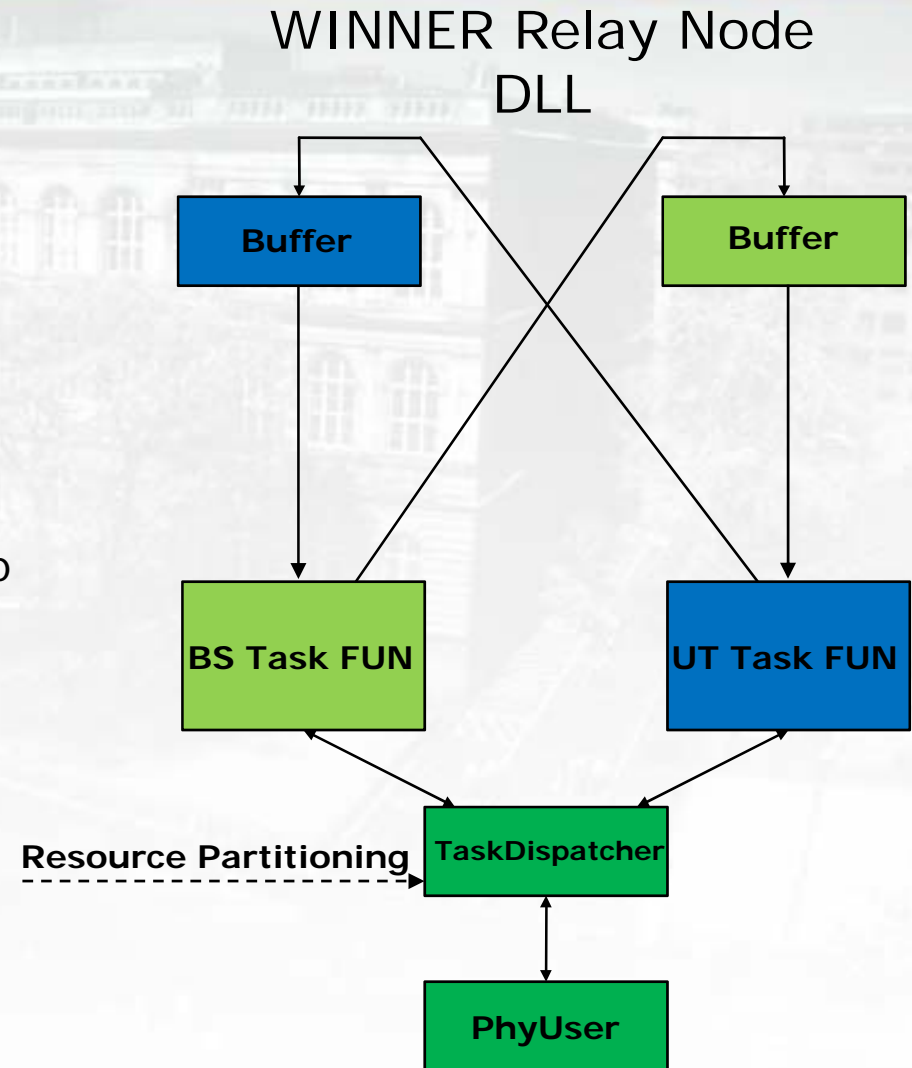 WINNER Relay Node
DLL
Buffer
Buffer
BS Task FUN
UT Task FUN
Resource Partitioning
TaskDispatcher
PhyUser